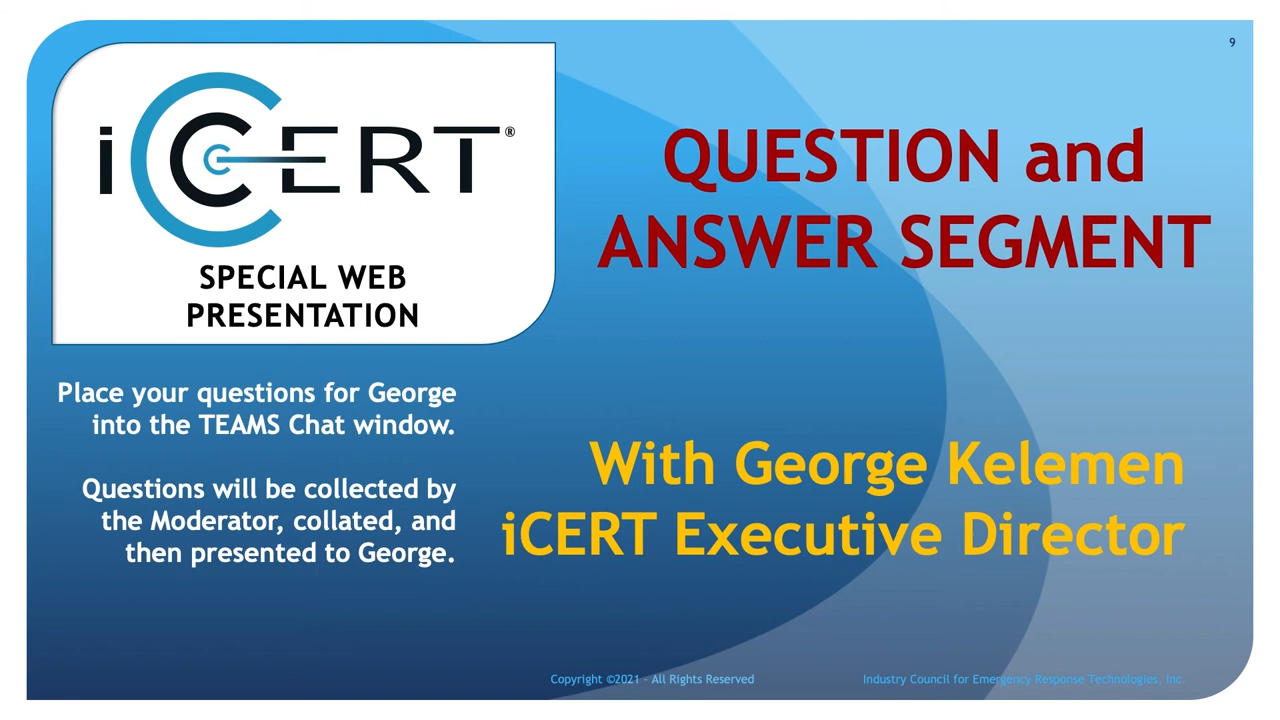 9
iCERT®
SPECIAL WEB
PRESENTATION
QUESTION and
ANSWER SEGMENT
Place your questions for George
into the TEAMS Chat window.
Questions will be collected by
the Moderator, collated, and
then presented to George.
With George Kelemen
iCERT Executive Director
Copyright ©2021 – All Rights Reserved
Industry Council for Emergency Response Technologies, Inc.